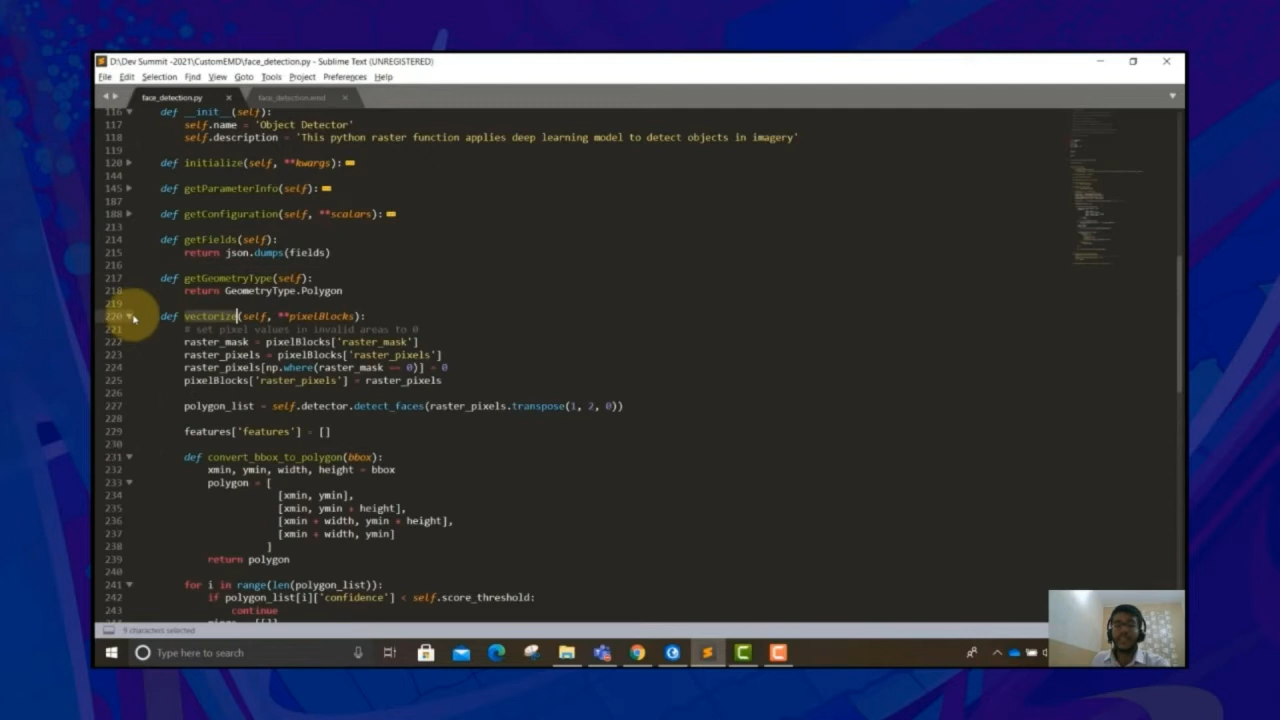 D:\Dev Summit -2021\CustomEMD\face_detection.py - Sublime Text (UNREGISTERED)
File Edit Selection Find View Goto Tools Project Preferences Help
face_detection.py face_detection.emd
116 def __init__(self):
117 self.name = 'Object Detector'
118 self.description = 'This python raster function applies deep learning model to detect objects in imagery'
119
120 def initialize(self, **kwargs):
144
145 def getParameterInfo(self):
187
188 def getConfiguration(self, **scalars):
213
214 def getFields(self):
215 return json.dumps(fields)
216
217 def getGeometryType(self):
218 return GeometryType.Polygon
219
220 def vectorize(self, **pixelBlocks):
221 # set pixel values in invalid areas to 0
222 raster_mask = pixelBlocks['raster_mask']
223 raster_pixels = pixelBlocks['raster_pixels']
224 raster_pixels[np.where(raster_mask == 0)] = 0
225 pixelBlocks['raster_pixels'] = raster_pixels
226
227 polygon_list = self.detector.detect_faces(raster_pixels.transpose(1, 2, 0))
228
229 features['features'] = []
230
231 def convert_bbox_to_polygon(bbox):
232 xmin, ymin, width, height = bbox
233 polygon = [
234 [xmin, ymin],
235 [xmin, ymin + height],
236 [xmin + width, ymin + height],
237 [xmin + width, ymin]
238 ]
239 return polygon
240
241 for i in range(len(polygon_list)):
242 if polygon_list[i]['confidence'] < self.score_threshold:
243 continue
9 characters selected
Type here to search